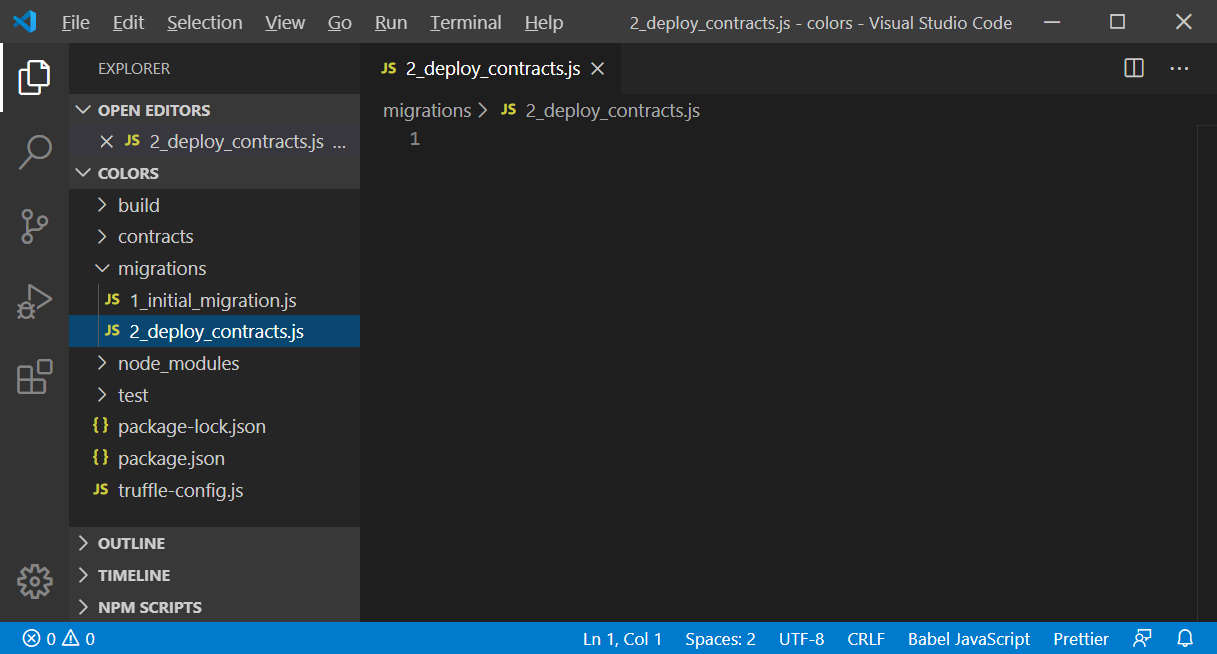 File Edit Selection View Go Run Terminal Help 2_deploy_contracts.js - colors - Visual Studio Code
EXPLORER
OPEN EDITORS
JS 2_deploy_contracts.js ...
COLORS
build
contracts
migrations
JS 1_initial_migration.js
JS 2_deploy_contracts.js
node_modules
test
{} package-lock.json
{} package.json
JS truffle-config.js
OUTLINE
TIMELINE
NPM SCRIPTS
JS 2_deploy_contracts.js
migrations > JS 2_deploy_contracts.js
1
0 0 Ln 1, Col 1 Spaces: 2 UTF-8 CRLF Babel JavaScript Prettier